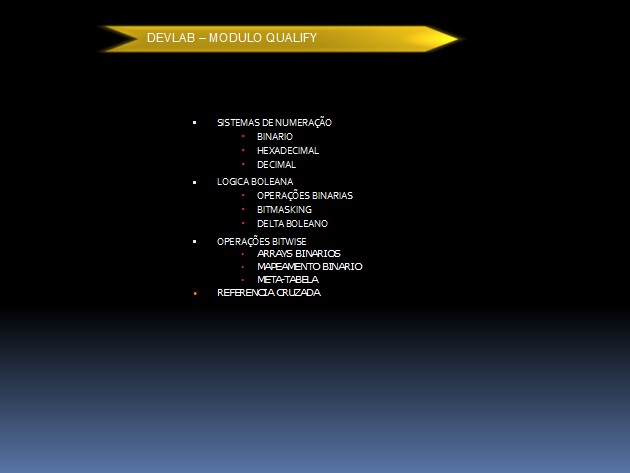 DEVLAB – MODULO QUALIFY
SISTEMAS DE NUMERAÇÃO
BINARIO
HEXADECIMAL
DECIMAL
LOGICA BOLEANA
OPERAÇÕES BINARIAS
BITMASKING
DELTA BOLEANO
OPERAÇÕES BITWISE
ARRAYS BINARIOS
MAPEAMENTO BINARIO
META-TABELA
REFERENCIA CRUZADA